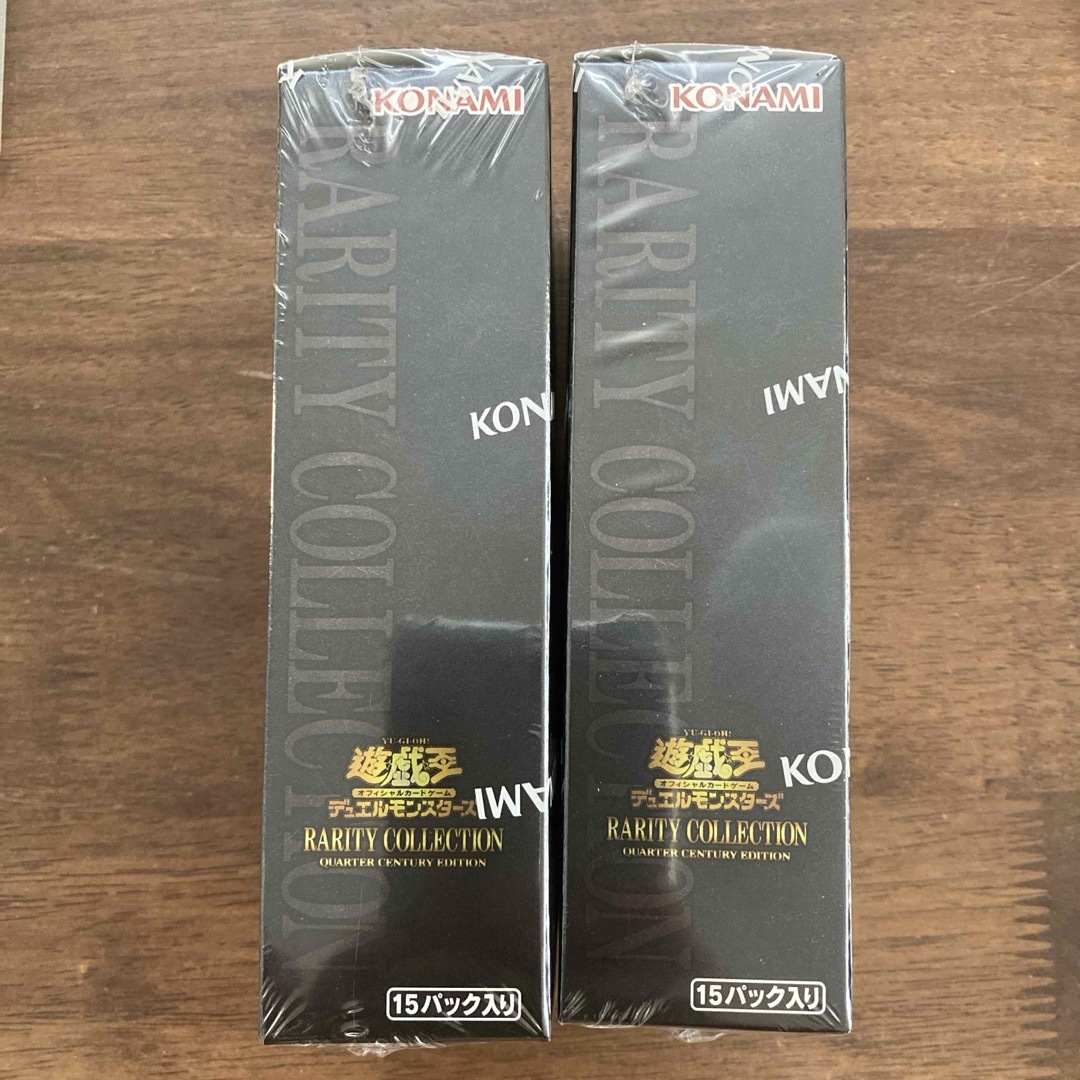 KONAMI
RARITY COLLECTION
KON
YU-GI-OH!
遊戯王
オフィシャルカードゲーム
デュエルモンスターズ
AMI
RARITY COLLECTION
QUARTER CENTURY EDITION
15パック入り
KONAMI
RARITY COLLECTION
NAMI
YU-GI-OH!
遊戯王
オフィシャルカードゲーム
デュエルモンスターズ
KO
RARITY COLLECTION
QUARTER CENTURY EDITION
15パック入り